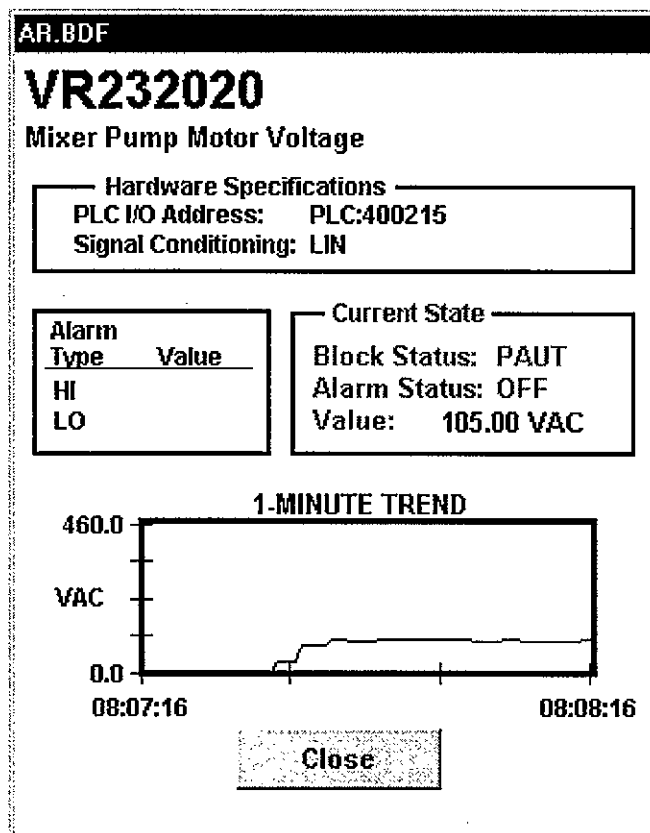 AR.BDF
VR232020
Mixer Pump Motor Voltage
Hardware Specifications
PLC I/O Address: PLC:400215
Signal Conditioning: LIN
Alarm
Type Value
HI
LO
Current State
Block Status: PAUT
Alarm Status: OFF
Value: 105.00 VAC
1-MINUTE TREND
460.0
VAC
0.0
08:07:16 08:08:16
Close